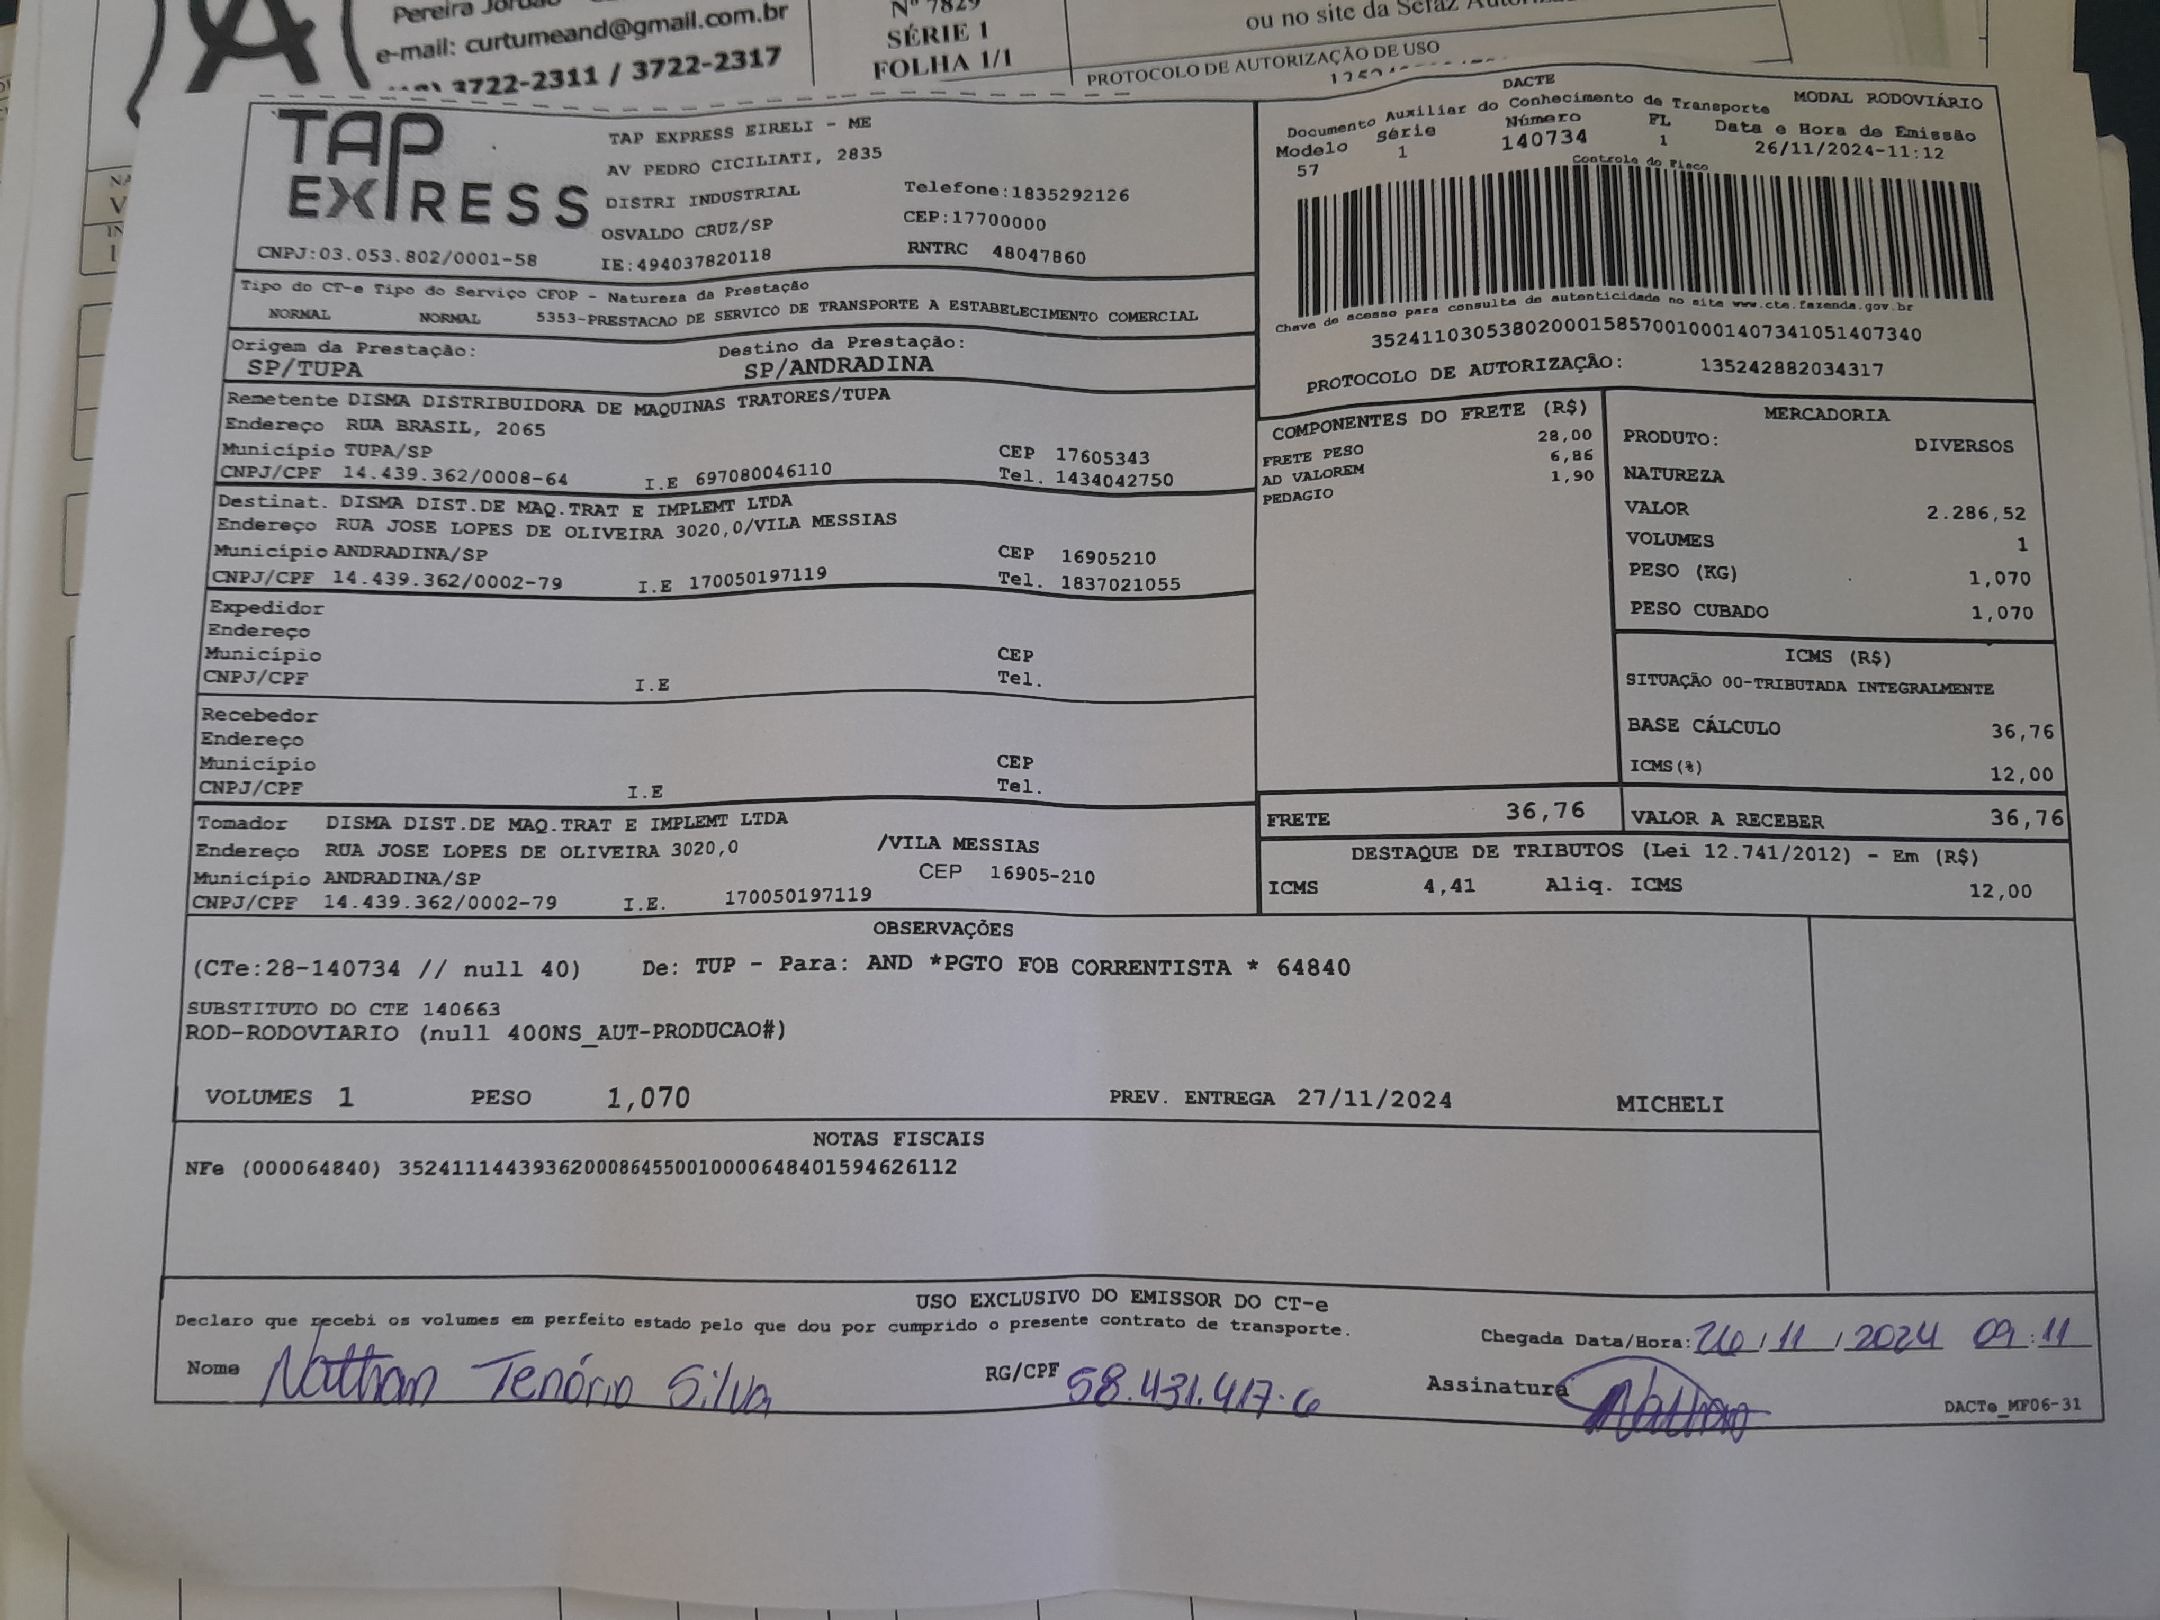 Pereira
e-mail: curtumeand@gmail.com.br
3722-2311 / 3722-2317
Nº 7829
SÉRIE 1
FOLHA 1/1
ou no site da Sefaz
PROTOCOLO DE AUTORIZAÇÃO DE USO
TAP EXPRESS
CNPJ:03.053.802/0001-58
TAP EXPRESS EIRELI - ME
AV PEDRO CICILIATI, 2835
DISTRI INDUSTRIAL
OSVALDO CRUZ/SP
IE:494037820118
Telefone:1835292126
CEP:17700000
RNTRC 48047860
DACTE
MODAL RODOVIÁRIO
Documento Auxiliar do Conhecimento de Transporte
Modelo Série Número FL Data e Hora de Emissão
57 1 140734 1 26/11/2024-11:12
Controle do Fisco
Chave de acesso para consulta de autenticidade no site www.cte.fazenda.gov.br
35241103053802000158570010001407341051407340
PROTOCOLO DE AUTORIZAÇÃO: 135242882034317
Tipo do CT-e Tipo do Serviço CFOP - Natureza da Prestação
NORMAL NORMAL 5353-PRESTACAO DE SERVICO DE TRANSPORTE A ESTABELECIMENTO COMERCIAL
Origem da Prestação: Destino da Prestação:
SP/TUPA SP/ANDRADINA
Remetente DISMA DISTRIBUIDORA DE MAQUINAS TRATORES/TUPA
Endereço RUA BRASIL, 2065
Município TUPA/SP CEP 17605343
CNPJ/CPF 14.439.362/0008-64 I.E 697080046110 Tel. 1434042750
Destinat. DISMA DIST.DE MAQ.TRAT E IMPLEMT LTDA
Endereço RUA JOSE LOPES DE OLIVEIRA 3020,0/VILA MESSIAS
Município ANDRADINA/SP CEP 16905210
CNPJ/CPF 14.439.362/0002-79 I.E 170050197119 Tel. 1837021055
Expedidor
Endereço
Município CEP
CNPJ/CPF I.E Tel.
Recebedor
Endereço
Município CEP
CNPJ/CPF I.E Tel.
Tomador DISMA DIST.DE MAQ.TRAT E IMPLEMT LTDA
Endereço RUA JOSE LOPES DE OLIVEIRA 3020,0 /VILA MESSIAS
Município ANDRADINA/SP CEP 16905-210
CNPJ/CPF 14.439.362/0002-79 I.E. 170050197119
COMPONENTES DO FRETE (R$)
FRETE PESO 28,00
AD VALOREM 6,86
PEDAGIO 1,90
MERCADORIA
PRODUTO: DIVERSOS
NATUREZA
VALOR 2.286,52
VOLUMES 1
PESO (KG) 1,070
PESO CUBADO 1,070
ICMS (R$)
SITUAÇÃO 00-TRIBUTADA INTEGRALMENTE
BASE CÁLCULO 36,76
ICMS(%) 12,00
FRETE 36,76 VALOR A RECEBER 36,76
DESTAQUE DE TRIBUTOS (Lei 12.741/2012) - Em (R$)
ICMS 4,41 Aliq. ICMS 12,00
OBSERVAÇÕES
(CTe:28-140734 // null 40) De: TUP - Para: AND *PGTO FOB CORRENTISTA * 64840
SUBSTITUTO DO CTE 140663
ROD-RODOVIARIO (null 400NS_AUT-PRODUCAO#)
VOLUMES 1 PESO 1,070 PREV. ENTREGA 27/11/2024 MICHELI
NOTAS FISCAIS
NFe (000064840) 35241114439362000864550010000648401594626112
USO EXCLUSIVO DO EMISSOR DO CT-e
Declaro que recebi os volumes em perfeito estado pelo que dou por cumprido o presente contrato de transporte.
Chegada Data/Hora: 26/11/2024 09:11
Nome Nathan Tenório Silva RG/CPF 58.431.417-6 Assinatura Nathan
DACTe_MF06-31